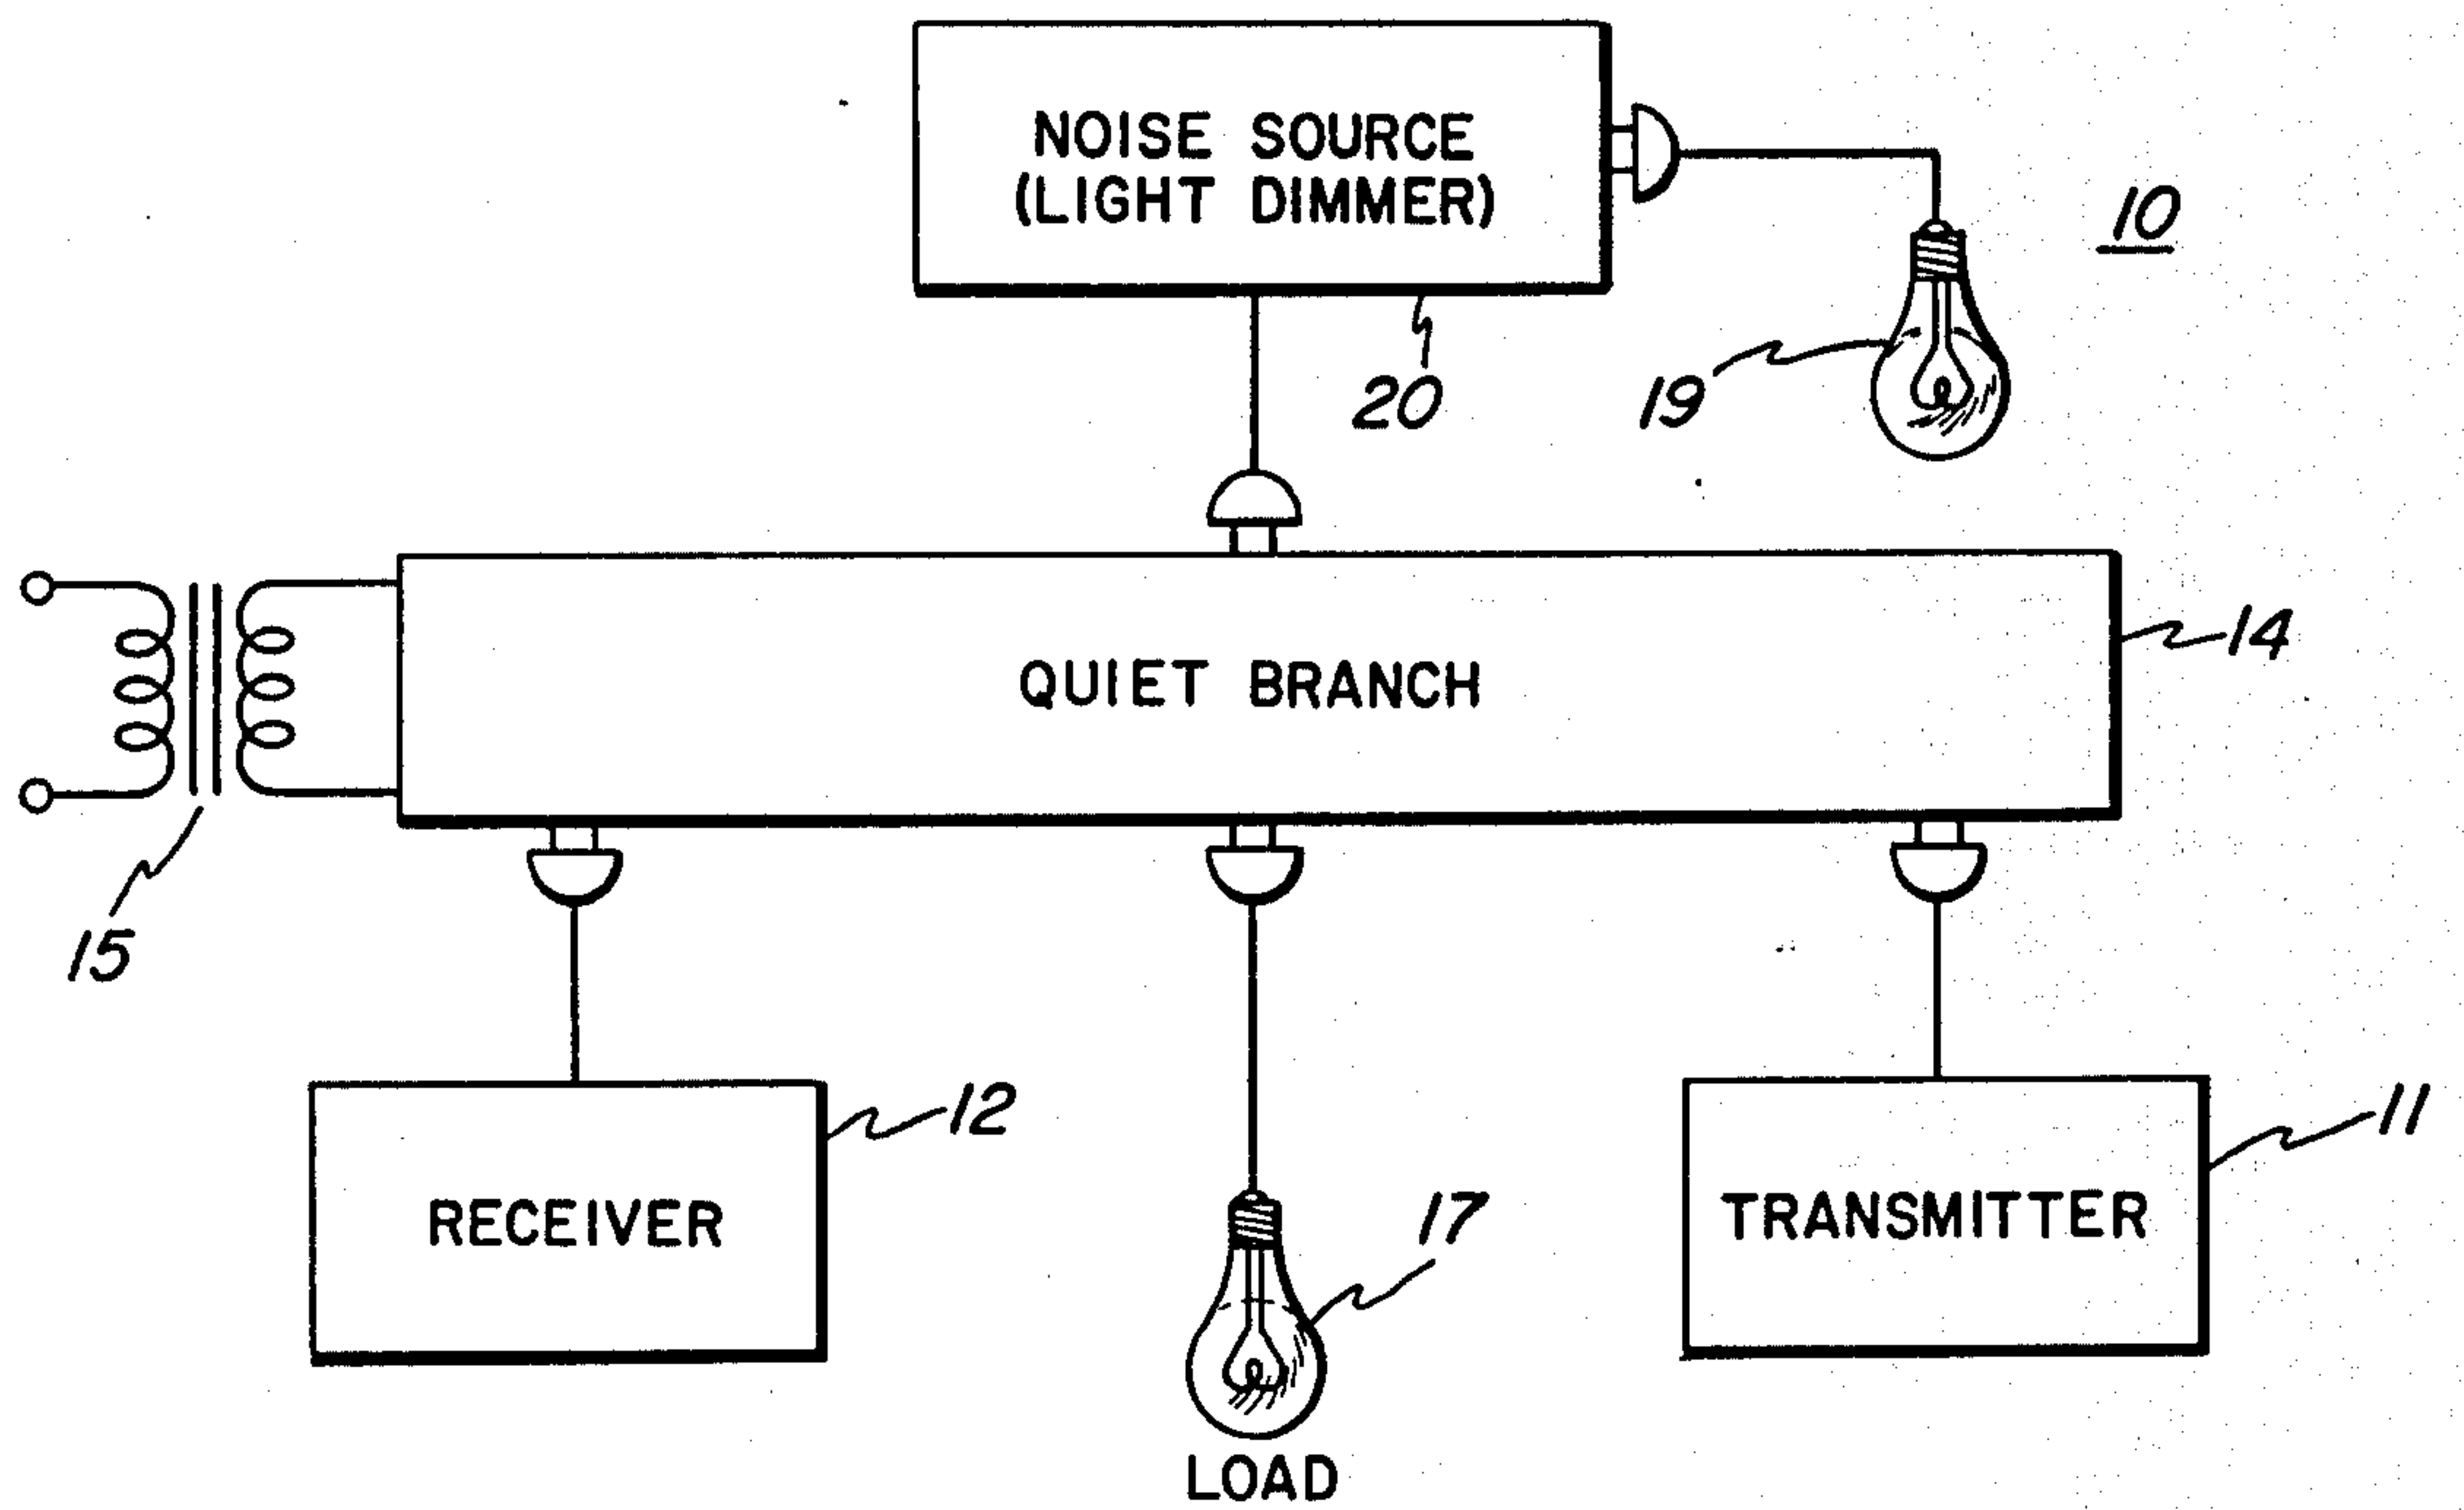 NOISE SOURCE
(LIGHT DIMMER)
10
20
19
QUIET BRANCH
14
15
12
11
RECEIVER
17
TRANSMITTER
LOAD